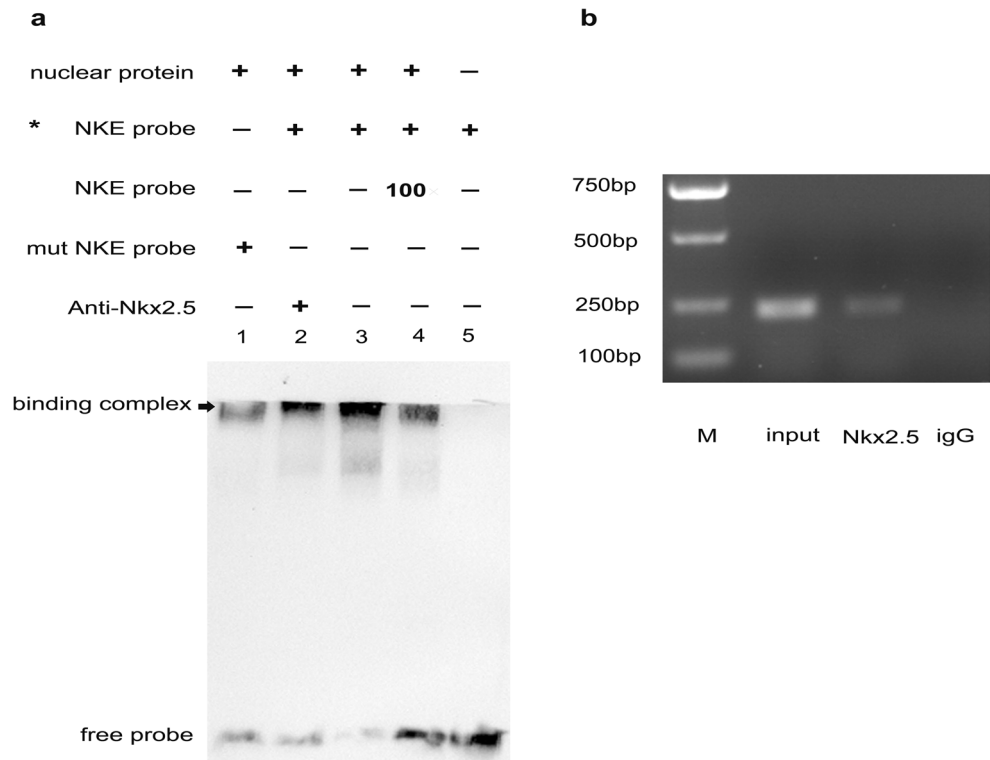 a
nuclear protein + + + + −
* NKE probe − + + + +
NKE probe − − − 100 −
mut NKE probe + − − − −
Anti-Nkx2.5 − + − − −
1 2 3 4 5
binding complex
free probe
b
750bp
500bp
250bp
100bp
M input Nkx2.5 igG